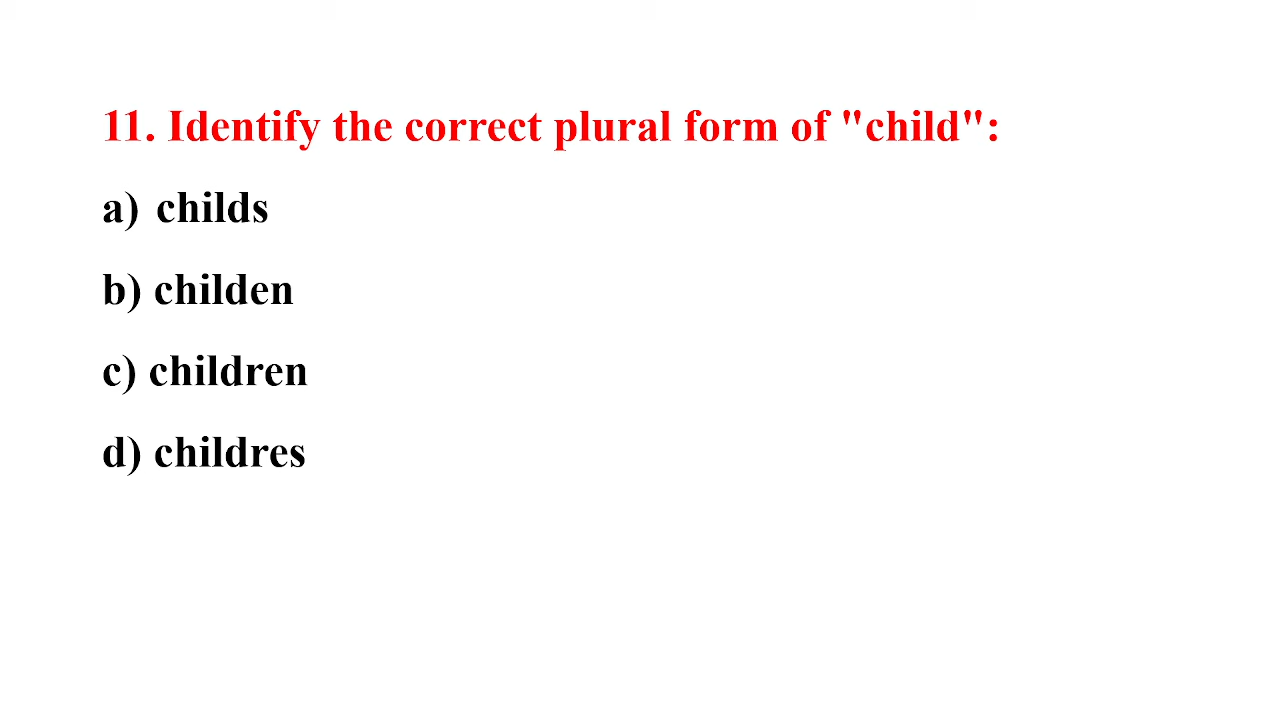 11. Identify the correct plural form of "child":
a) childs
b) childen
c) children
d) childres